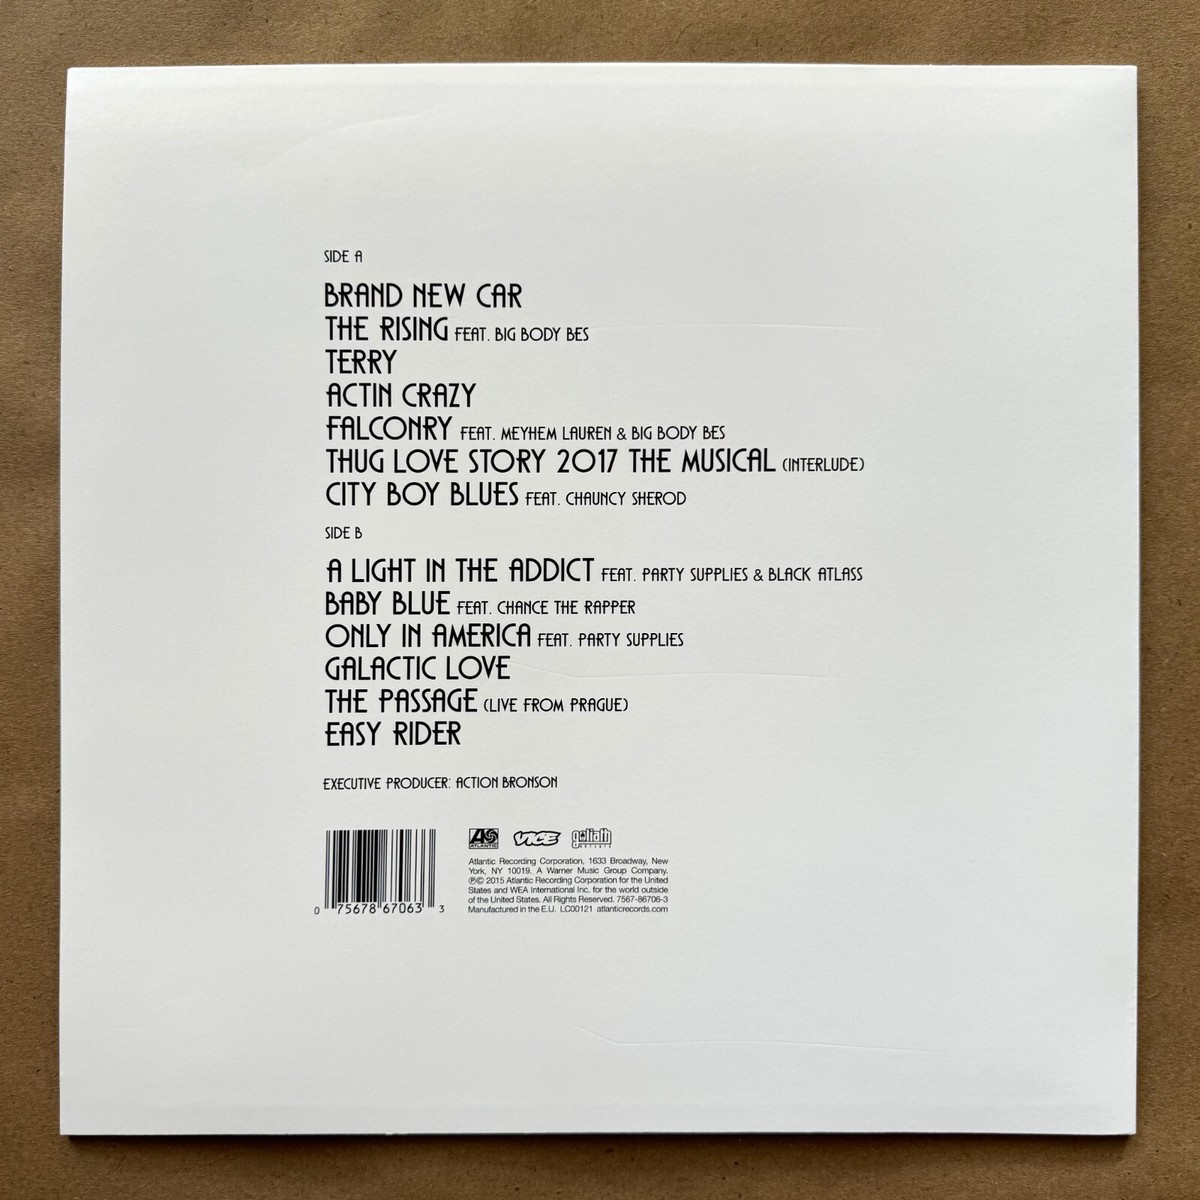 SIDE A
BRAND NEW CAR
THE RISING FEAT. BIG BODY BES
TERRY
ACTIN CRAZY
FALCONRY FEAT. MEYHEM LAUREN & BIG BODY BES
THUG LOVE STORY 2017 THE MUSICAL (INTERLUDE)
CITY BOY BLUES FEAT. CHAUNCY SHEROD
SIDE B
A LIGHT IN THE ADDICT FEAT. PARTY SUPPLIES & BLACK ATLASS
BABY BLUE FEAT. CHANCE THE RAPPER
ONLY IN AMERICA FEAT. PARTY SUPPLIES
GALACTIC LOVE
THE PASSAGE (LIVE FROM PRAGUE)
EASY RIDER
EXECUTIVE PRODUCER: ACTION BRONSON
ATLANTIC VICE goliath
Atlantic Recording Corporation, 1633 Broadway, New
York, NY 10019. A Warner Music Group Company.
℗© 2015 Atlantic Recording Corporation for the United
States and WEA International Inc. for the world outside
of the United States. All Rights Reserved. 7567-86706-3
Manufactured in the E.U. LC00121 atlanticrecords.com
0 75678 67063 3